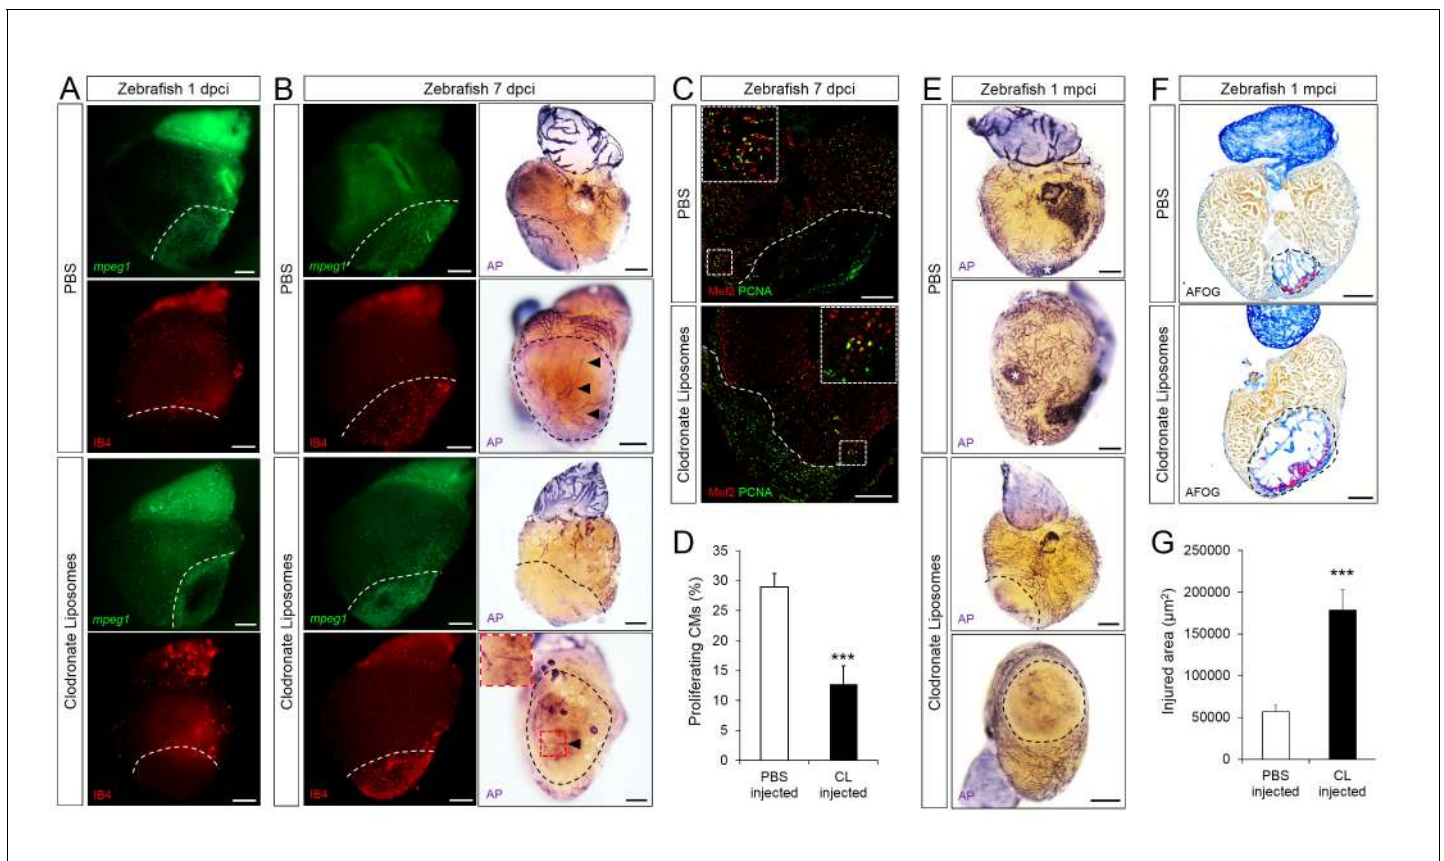 A
Zebrafish 1 dpci
PBS
mpeg1
IB4
Clodronate Liposomes
mpeg1
IB4
B
Zebrafish 7 dpci
PBS
mpeg1
AP
IB4
AP
Clodronate Liposomes
mpeg1
AP
IB4
AP
C
Zebrafish 7 dpci
PBS
Mef2 PCNA
Clodronate Liposomes
Mef2 PCNA
D
Proliferating CMs (%)
35
30
25
20
15
10
5
0
***
PBS
injected
CL
injected
E
Zebrafish 1 mpci
PBS
AP
*
AP
*
Clodronate Liposomes
AP
AP
F
Zebrafish 1 mpci
PBS
AFOG
Clodronate Liposomes
AFOG
G
Injured area (µm²)
250000
200000
150000
100000
50000
0
***
PBS
injected
CL
injected